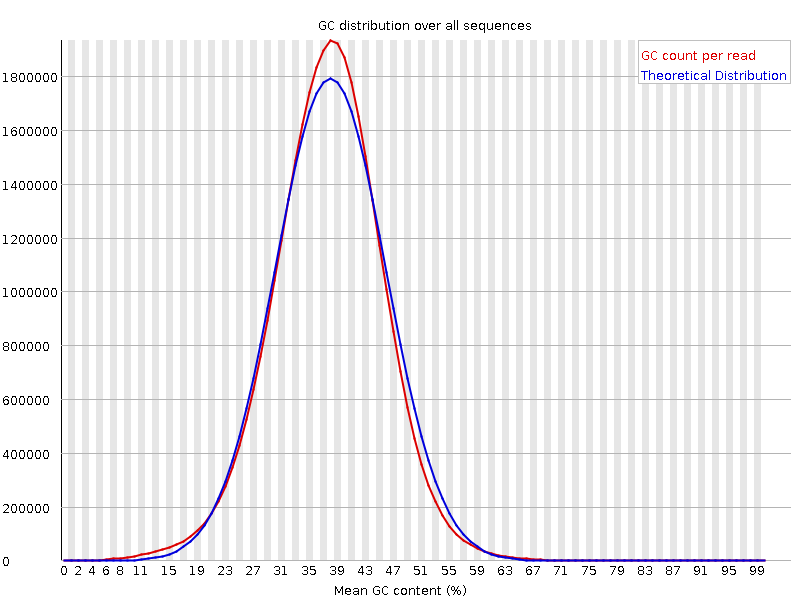 GC distribution over all sequences
GC count per read
Theoretical Distribution
1800000
1600000
1400000
1200000
1000000
800000
600000
400000
200000
0
0 2 4 6 8 11 15 19 23 27 31 35 39 43 47 51 55 59 63 67 71 75 79 83 87 91 95 99
Mean GC content (%)